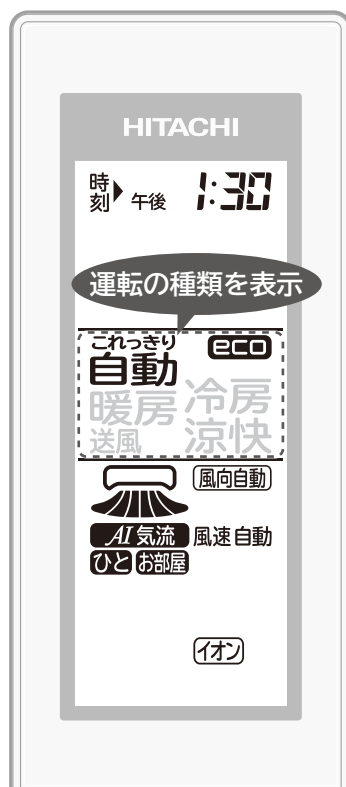 HITACHI
時刻 午後 1:30
運転の種類を表示
これっきり
自動 eco
暖房 冷房
送風 涼快
風向自動
AI 気流 風速 自動
ひと お部屋
イオン